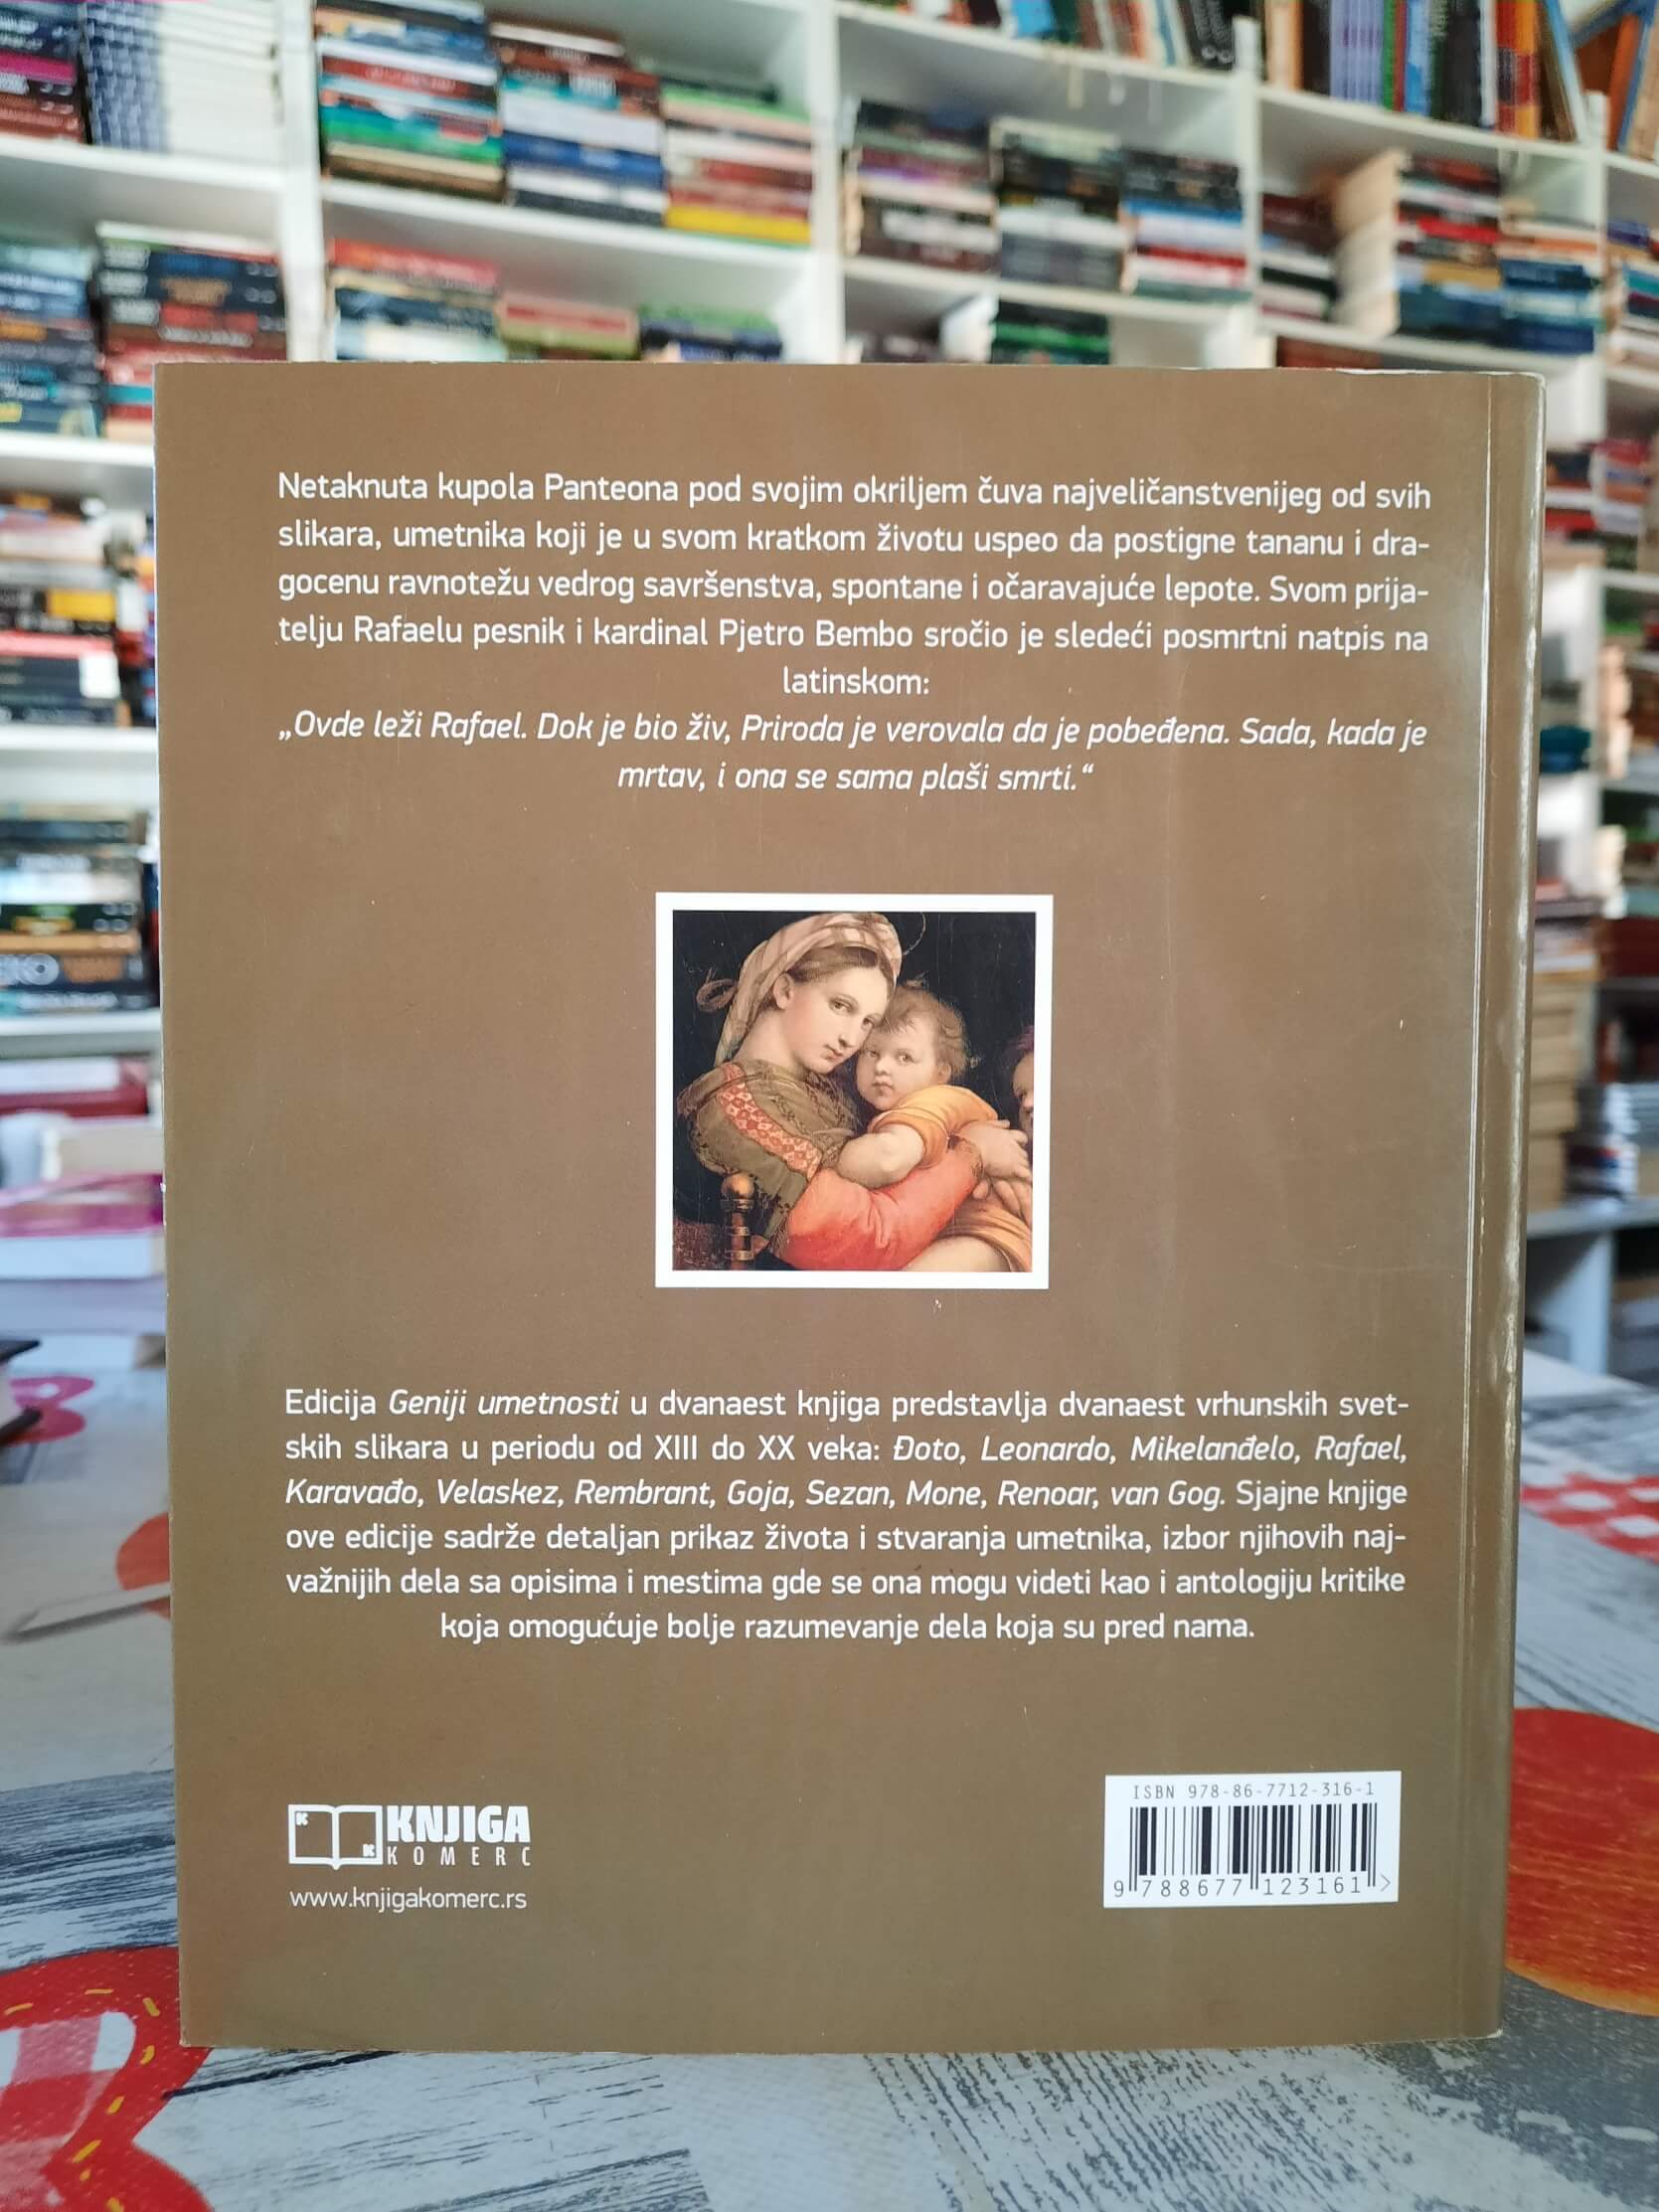 Netaknuta kupola Panteona pod svojim okriljem čuva najveličanstvenijeg od svih
slikara, umetnika koji je u svom kratkom životu uspeo da postigne tananu i dra-
gocenu ravnotežu vedrog savršenstva, spontane i očaravajuće lepote. Svom prija-
telju Rafaelu pesnik i kardinal Pjetro Bembo sročio je sledeći posmrtni natpis na
latinskom:
„Ovde leži Rafael. Dok je bio živ, Priroda je verovala da je pobeđena. Sada, kada je
mrtav, i ona se sama plaši smrti.“
Edicija Geniji umetnosti u dvanaest knjiga predstavlja dvanaest vrhunskih svet-
skih slikara u periodu od XIII do XX veka: Đoto, Leonardo, Mikelanđelo, Rafael,
Karavađo, Velaskez, Rembrant, Goja, Sezan, Mone, Renoar, van Gog. Sjajne knjige
ove edicije sadrže detaljan prikaz života i stvaranja umetnika, izbor njihovih naj-
važnijih dela sa opisima i mestima gde se ona mogu videti kao i antologiju kritike
koja omogućuje bolje razumevanje dela koja su pred nama.
KNJIGA
KOMERC
www.knjigakomerc.rs
ISBN 978-86-7712-316-1
9 788677 123161 >